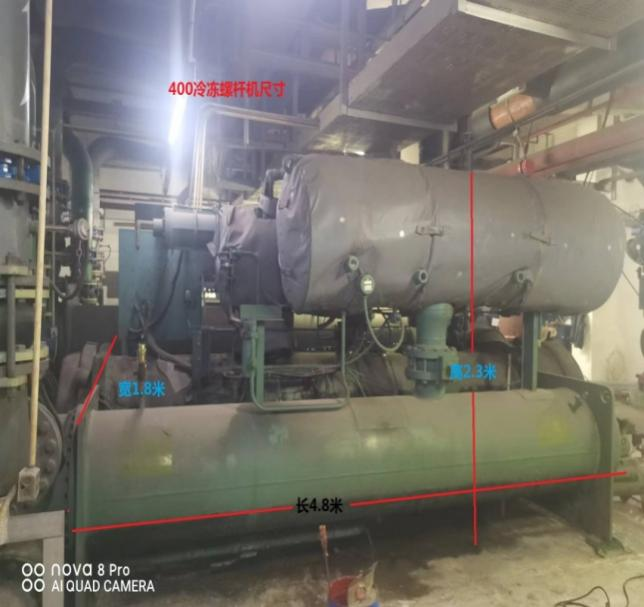 400冷冻螺杆机尺寸
高2.3米
宽1.8米
长4.8米
nova 8 Pro
AI QUAD CAMERA